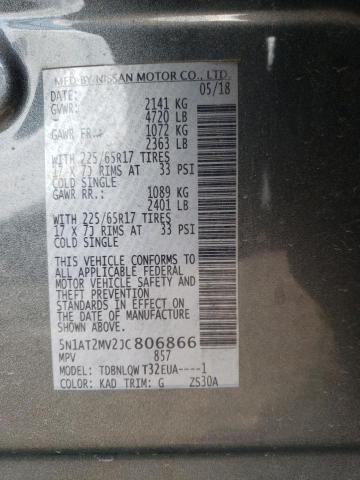 MFD BY NISSAN MOTOR CO., LTD.
DATE: 05/18
GVWR: 2141 KG
4720 LB
GAWR FR.: 1072 KG
2363 LB
WITH 225/65R17 TIRES
17 X 7J RIMS AT 33 PSI
COLD SINGLE
GAWR RR.: 1089 KG
2401 LB
WITH 225/65R17 TIRES
17 X 7J RIMS AT 33 PSI
COLD SINGLE
THIS VEHICLE CONFORMS TO
ALL APPLICABLE FEDERAL
MOTOR VEHICLE SAFETY
AND THEFT PREVENTION
STANDARDS IN EFFECT ON
THE DATE OF MANUFACTURE
SHOWN ABOVE.
5N1AT2MV2JC806866
MPV 857
MODEL: TDBNLQW T32EUA----1
COLOR: KAD TRIM: G ZS30A